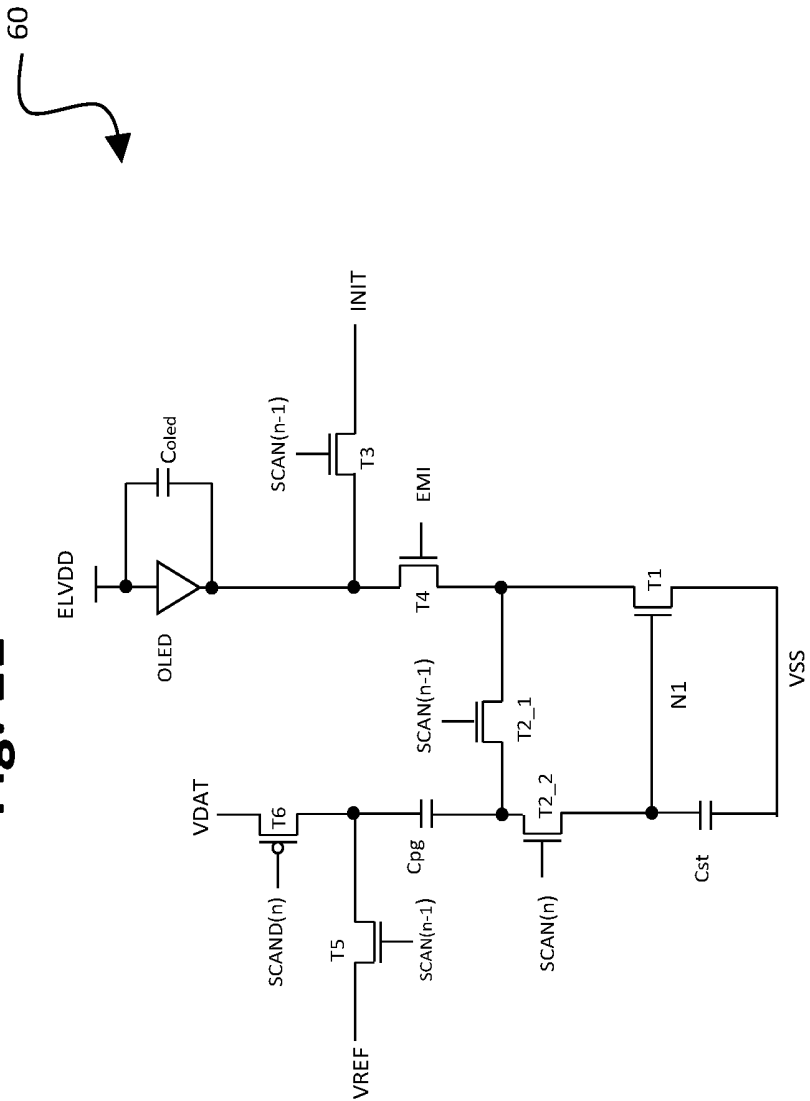 60
ELVDD
Coled
OLED
SCAN(n-1)
T3
INIT
VDAT
T6
SCAND(n)
T5
SCAN(n-1)
VREF
Cpg
SCAN(n-1)
T2_1
T4
EMI
T2_2
SCAN(n)
N1
T1
Cst
VSS